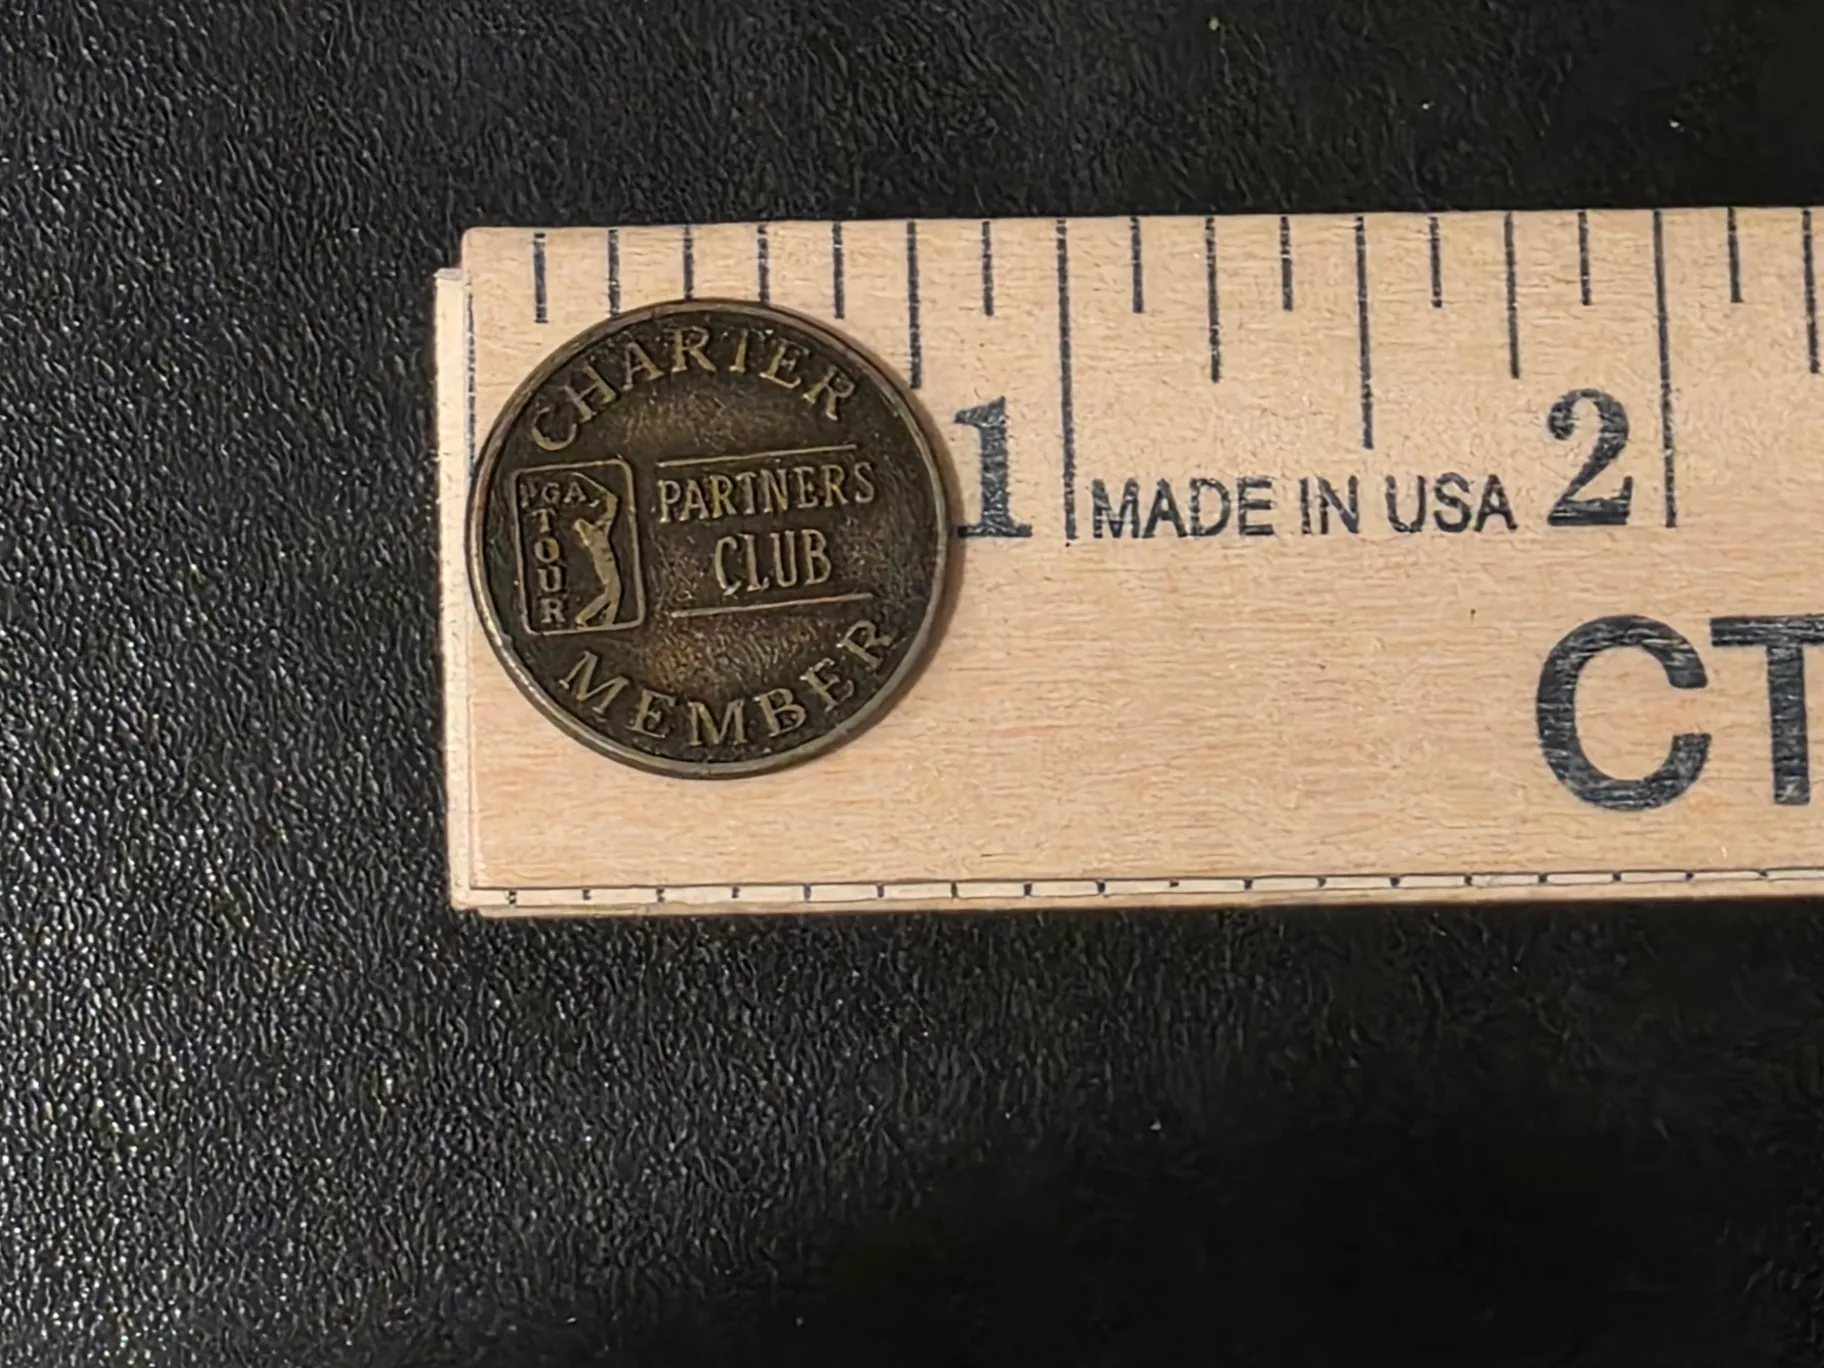 CHARTER
PGA
TOUR
PARTNERS
CLUB
MEMBER
1
MADE IN USA
2
CT